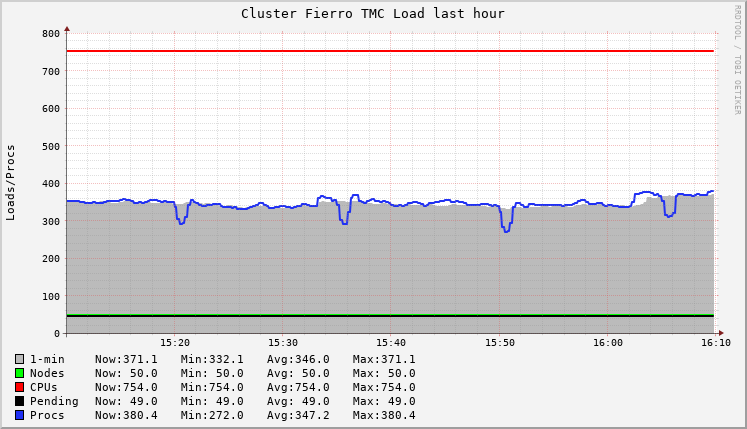 Cluster Fierro TMC Load last hour
RRDTOOL / TOBI OETIKER
Loads/Procs
800
700
600
500
400
300
200
100
0
15:20 15:30 15:40 15:50 16:00 16:10
1-min Now:371.1 Min:332.1 Avg:346.0 Max:371.1
Nodes Now: 50.0 Min: 50.0 Avg: 50.0 Max: 50.0
CPUs Now:754.0 Min:754.0 Avg:754.0 Max:754.0
Pending Now: 49.0 Min: 49.0 Avg: 49.0 Max: 49.0
Procs Now:380.4 Min:272.0 Avg:347.2 Max:380.4